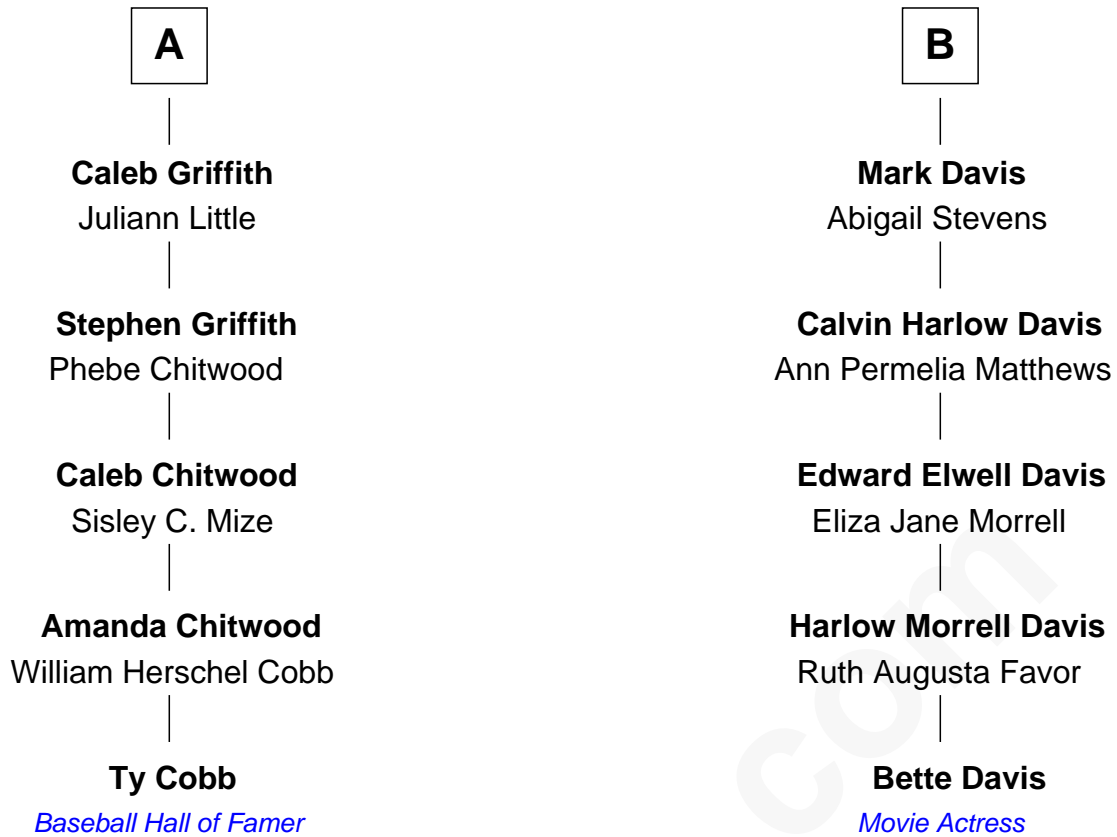 A
Caleb Griffith
Juliann Little
Stephen Griffith
Phebe Chitwood
Caleb Chitwood
Sisley C. Mize
Amanda Chitwood
William Herschel Cobb
Ty Cobb
Baseball Hall of Famer
B
Mark Davis
Abigail Stevens
Calvin Harlow Davis
Ann Permelia Matthews
Edward Elwell Davis
Eliza Jane Morrell
Harlow Morrell Davis
Ruth Augusta Favor
Bette Davis
Movie Actress
com